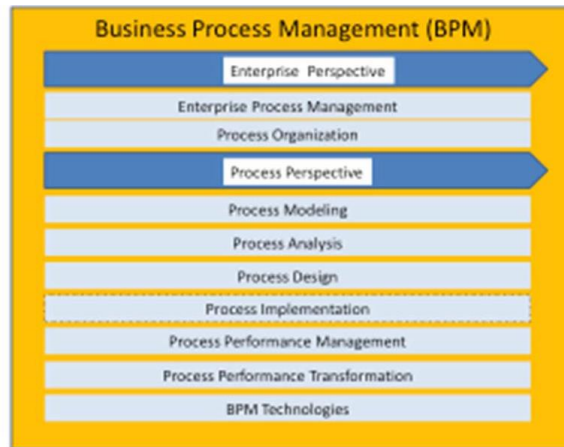 Business Process Management (BPM)
Enterprise Perspective
Enterprise Process Management
Process Organization
Process Perspective
Process Modeling
Process Analysis
Process Design
Process Implementation
Process Performance Management
Process Performance Transformation
BPM Technologies